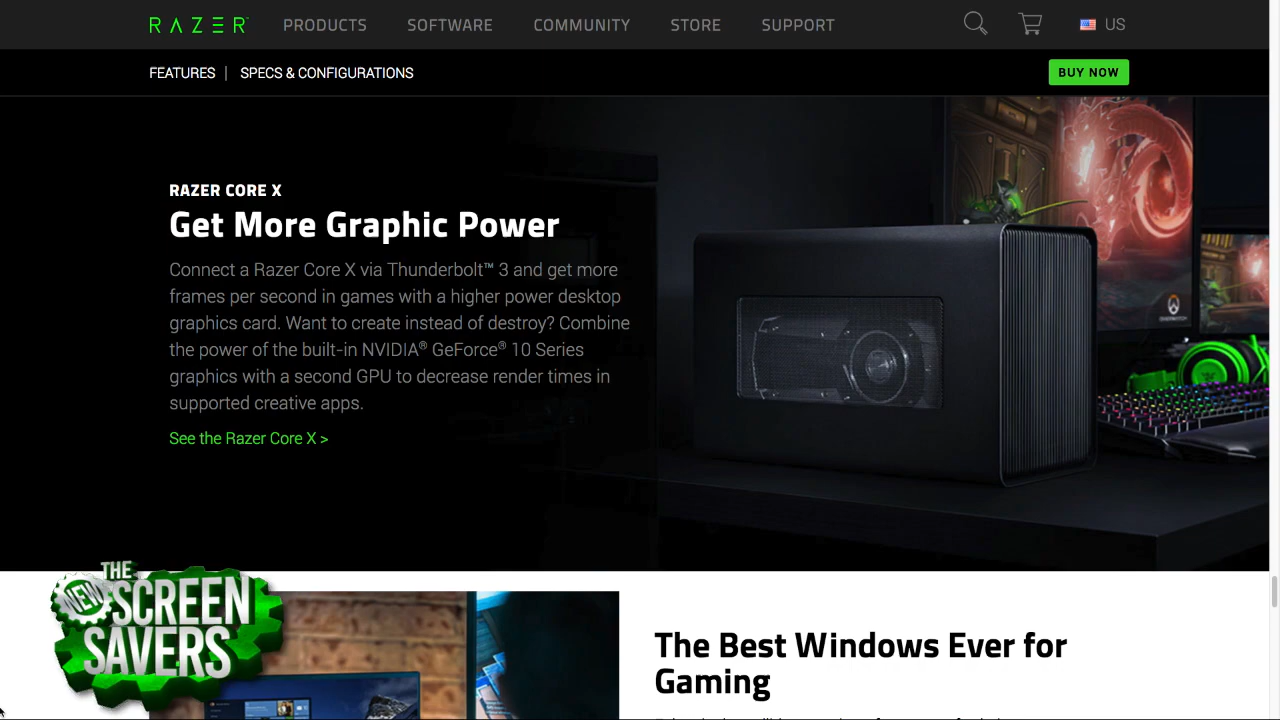 RAZER PRODUCTS SOFTWARE COMMUNITY STORE SUPPORT US
FEATURES | SPECS & CONFIGURATIONS BUY NOW
RAZER CORE X
Get More Graphic Power
Connect a Razer Core X via Thunderbolt™ 3 and get more
frames per second in games with a higher power desktop
graphics card. Want to create instead of destroy? Combine
the power of the built-in NVIDIA® GeForce® 10 Series
graphics with a second GPU to decrease render times in
supported creative apps.
See the Razer Core X >
OVERWATCH
THE
NEW SCREEN
SAVERS
The Best Windows Ever for
Gaming